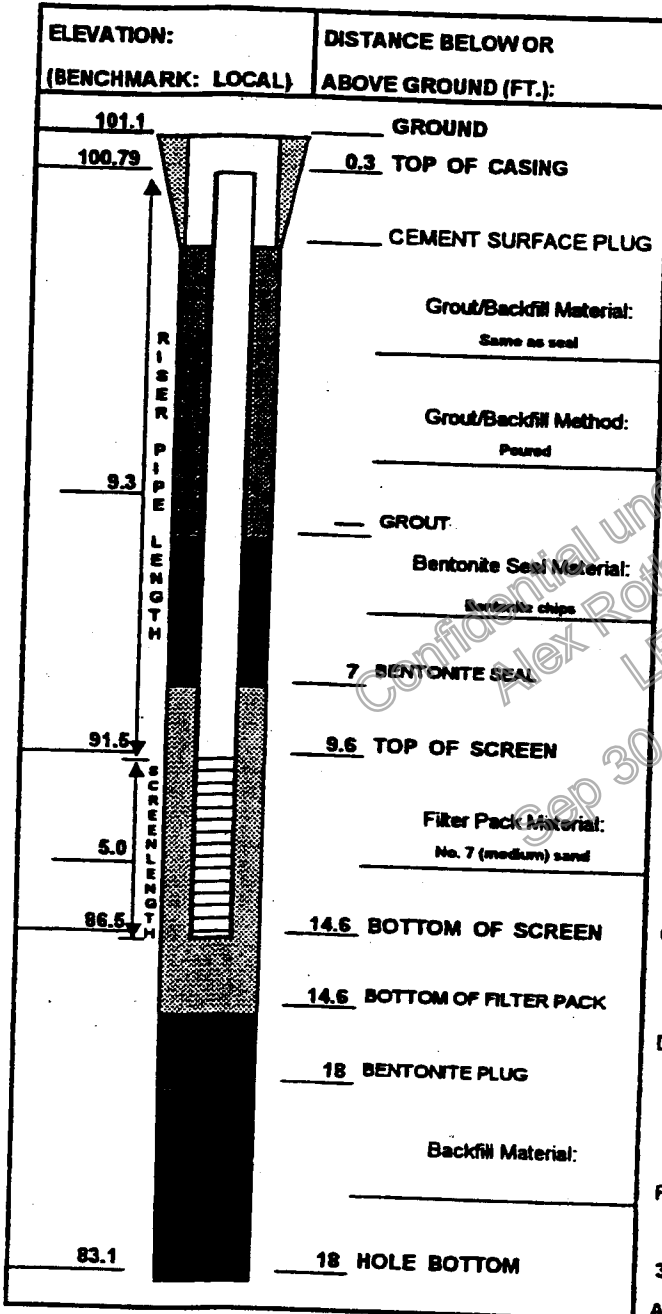 ELEVATION:
(BENCHMARK: LOCAL)
DISTANCE BELOW OR
ABOVE GROUND (FT.):
101.1 GROUND
100.79 0.3 TOP OF CASING
CEMENT SURFACE PLUG
Grout/Backfill Material:
Same as seal
RISER PIPE LENGTH
Grout/Backfill Method:
Poured
9.3
— GROUT
Bentonite Seal Material:
Bentonite chips
7 BENTONITE SEAL
91.5 9.6 TOP OF SCREEN
SCREEN LENGTH
Filter Pack Material:
5.0 No. 7 (medium) sand
86.5 14.6 BOTTOM OF SCREEN
14.6 BOTTOM OF FILTER PACK
18 BENTONITE PLUG
Backfill Material:
83.1 18 HOLE BOTTOM
Confidential
Alex
Sep 30